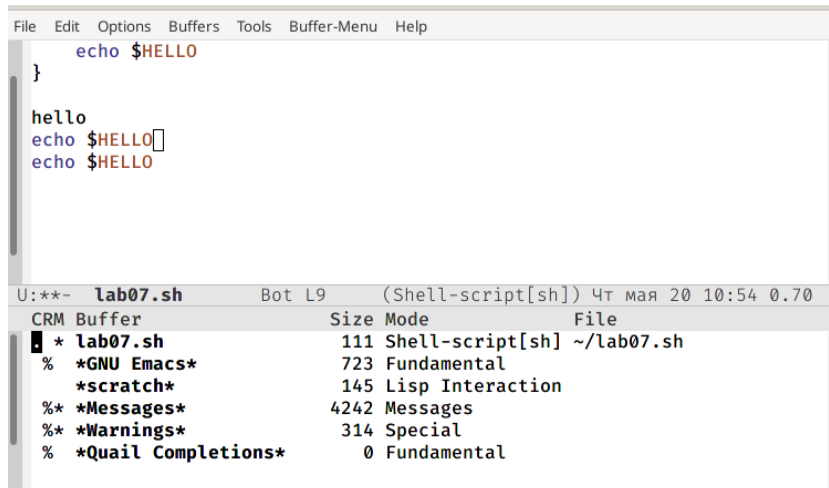 File Edit Options Buffers Tools Buffer-Menu Help
echo $HELLO
}
hello
echo $HELLO
echo $HELLO
U:**- lab07.sh Bot L9 (Shell-script[sh]) Чт мая 20 10:54 0.70
CRM Buffer Size Mode File
. * lab07.sh 111 Shell-script[sh] ~/lab07.sh
% *GNU Emacs* 723 Fundamental
*scratch* 145 Lisp Interaction
%* *Messages* 4242 Messages
%* *Warnings* 314 Special
% *Quail Completions* 0 Fundamental